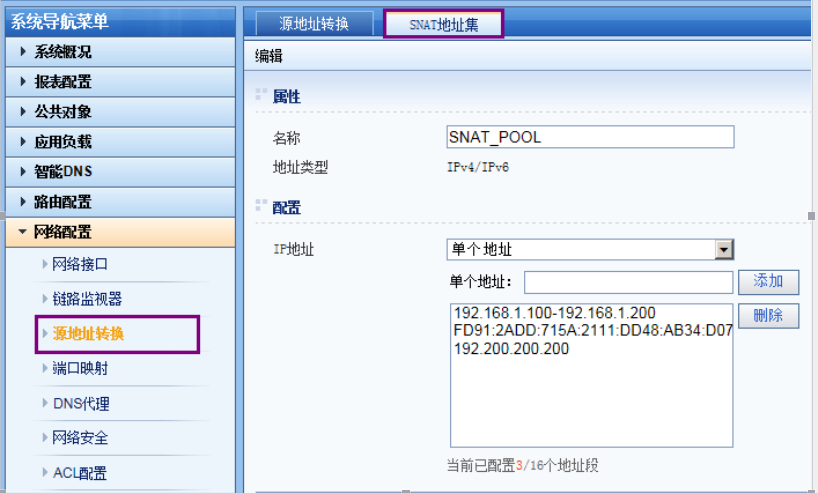 系统导航菜单
系统概况
报表配置
公共对象
应用负载
智能DNS
路由配置
网络配置
网络接口
链路监视器
源地址转换
端口映射
DNS代理
网络安全
ACL配置
源地址转换 SNAT地址集
编辑
属性
名称 SNAT_POOL
地址类型 IPv4/IPv6
配置
IP地址 单个地址
单个地址： 添加
192.168.1.100-192.168.1.200 删除
FD91:2ADD:715A:2111:DD48:AB34:D07
192.200.200.200
当前已配置3/16个地址段